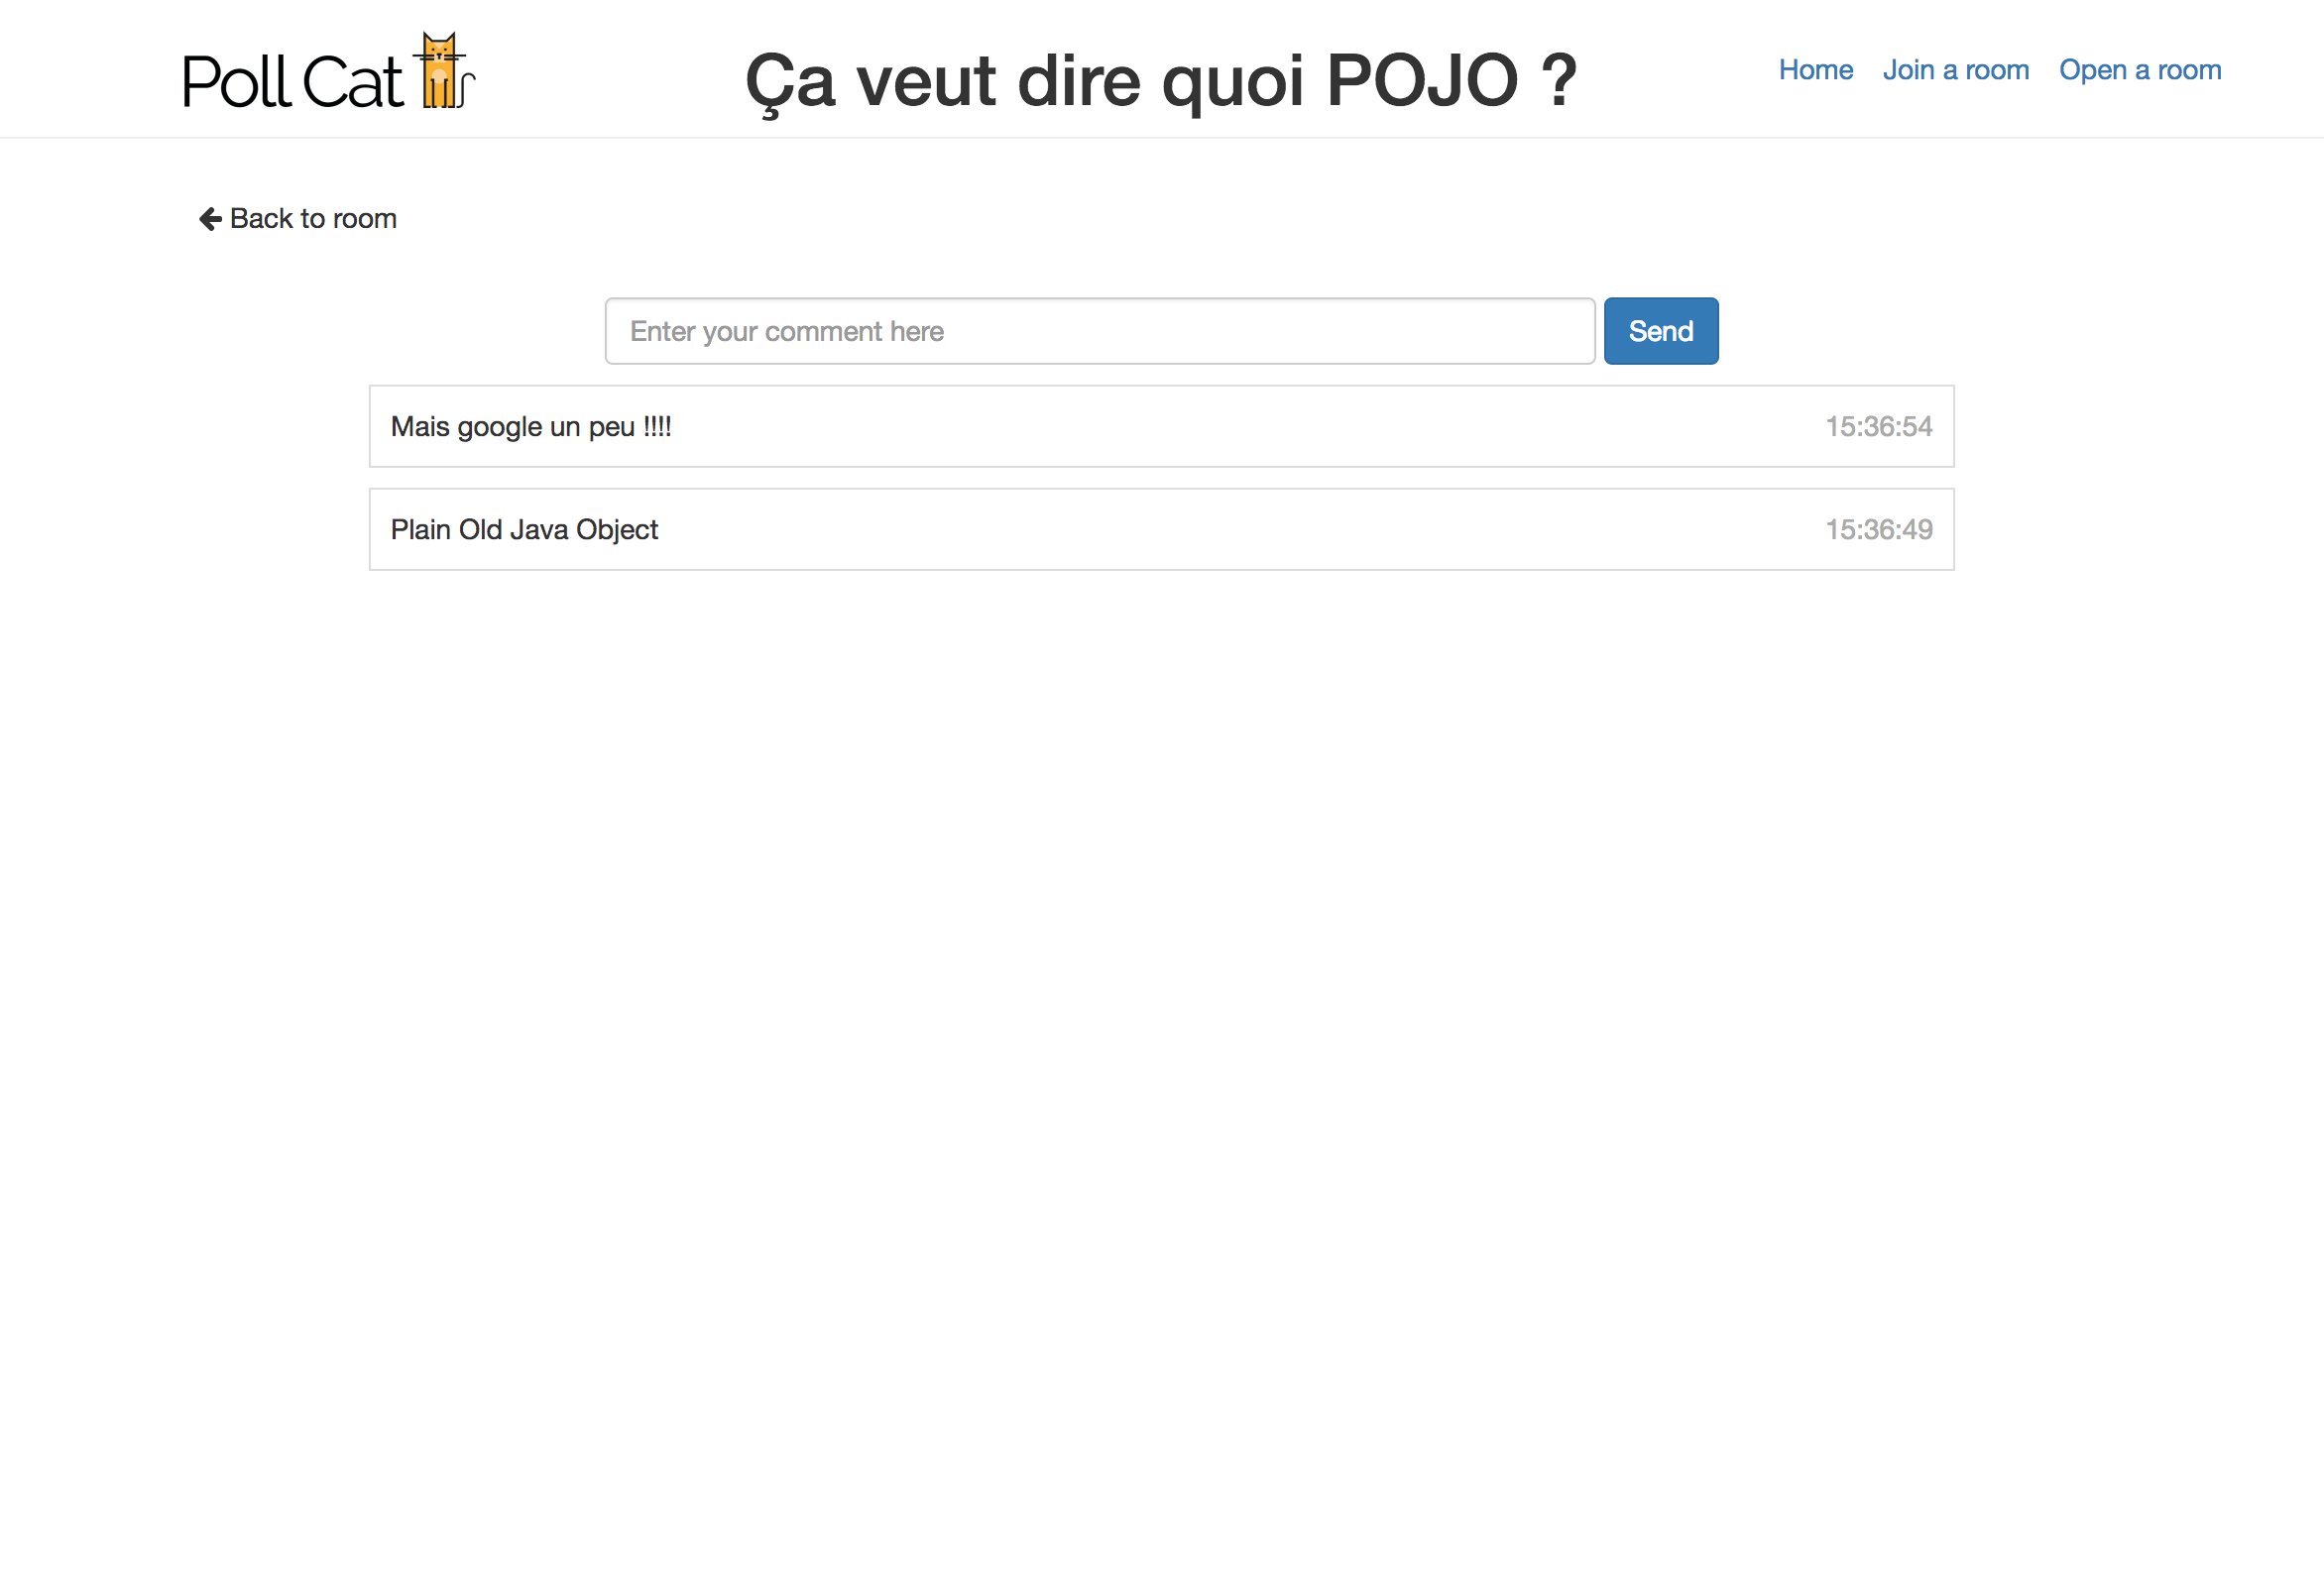 Poll Cat
Ça veut dire quoi POJO ?
Home Join a room Open a room
Back to room
Enter your comment here Send
Mais google un peu !!!! 15:36:54
Plain Old Java Object 15:36:49